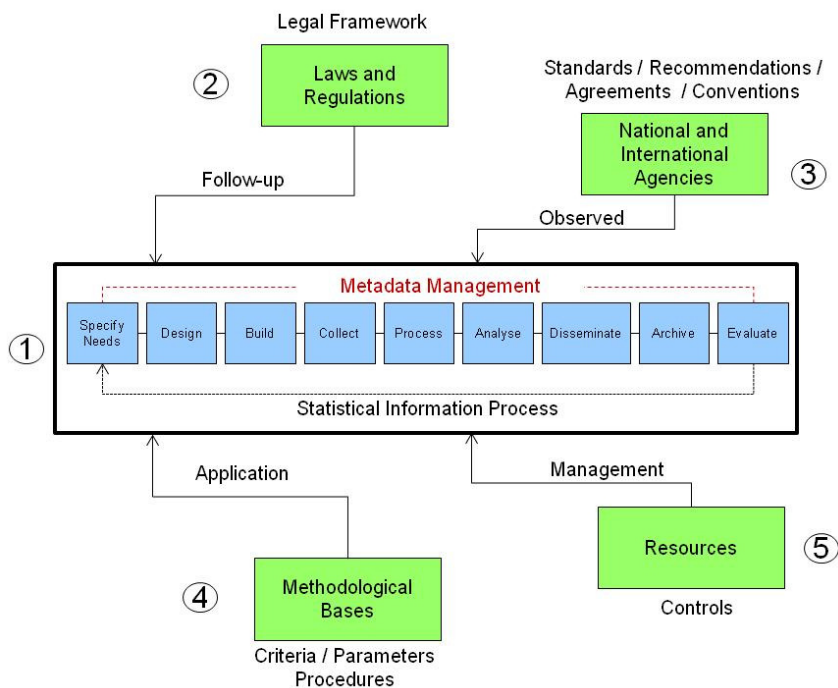 Legal Framework
2
Laws and
Regulations
Standards / Recommendations /
Agreements / Conventions
National and
International
Agencies
3
Follow-up
Observed
Metadata Management
1
Specify
Needs
Design
Build
Collect
Process
Analyse
Disseminate
Archive
Evaluate
Statistical Information Process
Application
Management
4
Methodological
Bases
Criteria / Parameters
Procedures
Resources
5
Controls